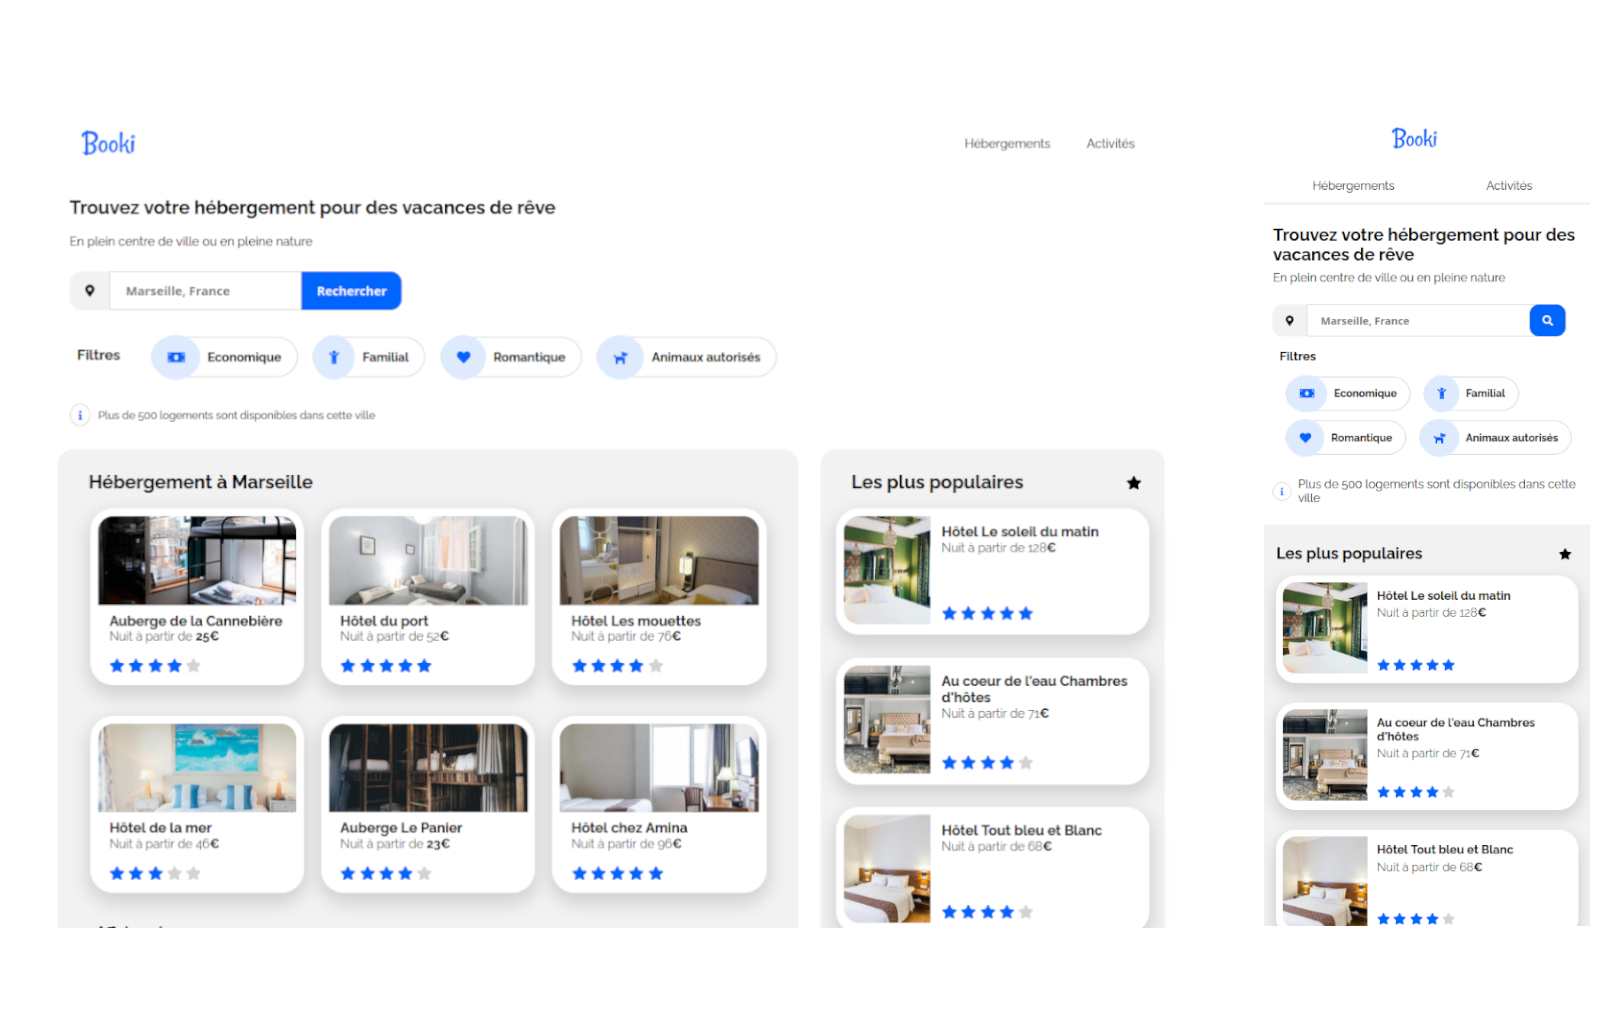 Booki
Hébergements
Activités
Trouvez votre hébergement pour des vacances de rêve
En plein centre de ville ou en pleine nature
Marseille, France
Rechercher
Filtres
Economique
Familial
Romantique
Animaux autorisés
Plus de 500 logements sont disponibles dans cette ville
Hébergement à Marseille
Auberge de la Cannebière
Nuit à partir de 25€
Hôtel du port
Nuit à partir de 52€
Hôtel Les mouettes
Nuit à partir de 76€
Hôtel de la mer
Nuit à partir de 46€
Auberge Le Panier
Nuit à partir de 23€
Hôtel chez Amina
Nuit à partir de 96€
Les plus populaires
Hôtel Le soleil du matin
Nuit à partir de 128€
Au coeur de l'eau Chambres
d'hôtes
Nuit à partir de 71€
Hôtel Tout bleu et Blanc
Nuit à partir de 68€
Booki
Hébergements
Activités
Trouvez votre hébergement pour des
vacances de rêve
En plein centre de ville ou en pleine nature
Marseille, France
Filtres
Economique
Familial
Romantique
Animaux autorisés
Plus de 500 logements sont disponibles dans cette
ville
Les plus populaires
Hôtel Le soleil du matin
Nuit à partir de 128€
Au coeur de l'eau Chambres
d'hôtes
Nuit à partir de 71€
Hôtel Tout bleu et Blanc
Nuit à partir de 68€